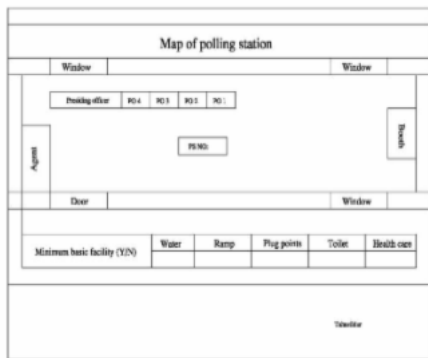 Map of polling station
Window Window
Presiding officer PO 4 PO 3 PO 2 PO 1
Booth
PS NO:
Agent
Door Window
Minimum basic facility (Y/N) Water Ramp Plug points Toilet Health care
Tahsildar